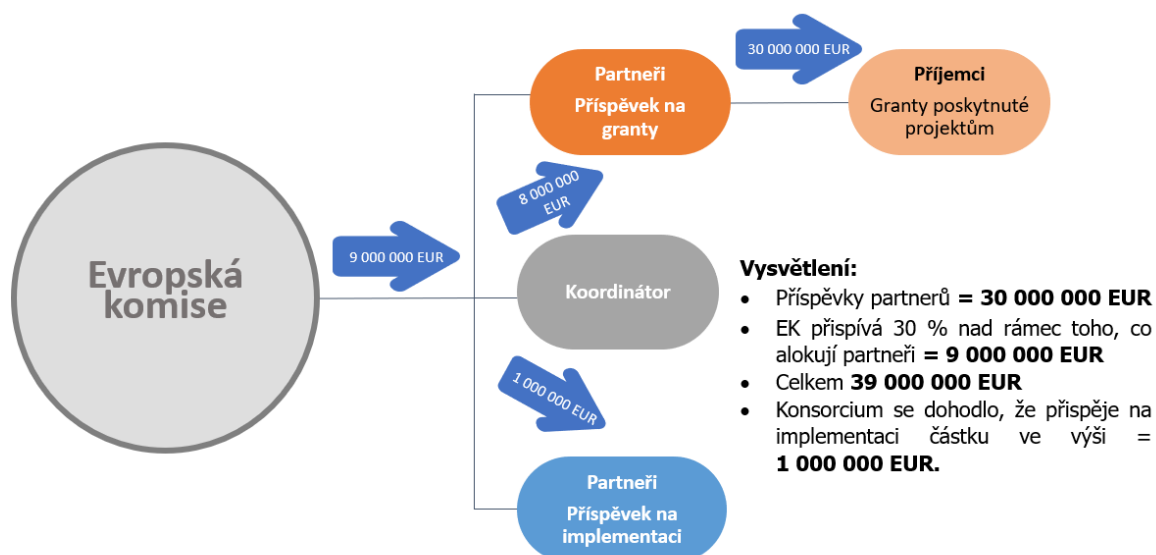 Evropská
komise
9 000 000 EUR
Partneři
Příspěvek na
granty
30 000 000 EUR
Příjemci
Granty poskytnuté
projektům
8 000 000
EUR
Koordinátor
1 000 000 EUR
Partneři
Příspěvek na
implementaci
Vysvětlení:
• Příspěvky partnerů = 30 000 000 EUR
• EK přispívá 30 % nad rámec toho, co
alokují partneři = 9 000 000 EUR
• Celkem 39 000 000 EUR
• Konsorcium se dohodlo, že přispěje na
implementaci částku ve výši =
1 000 000 EUR.